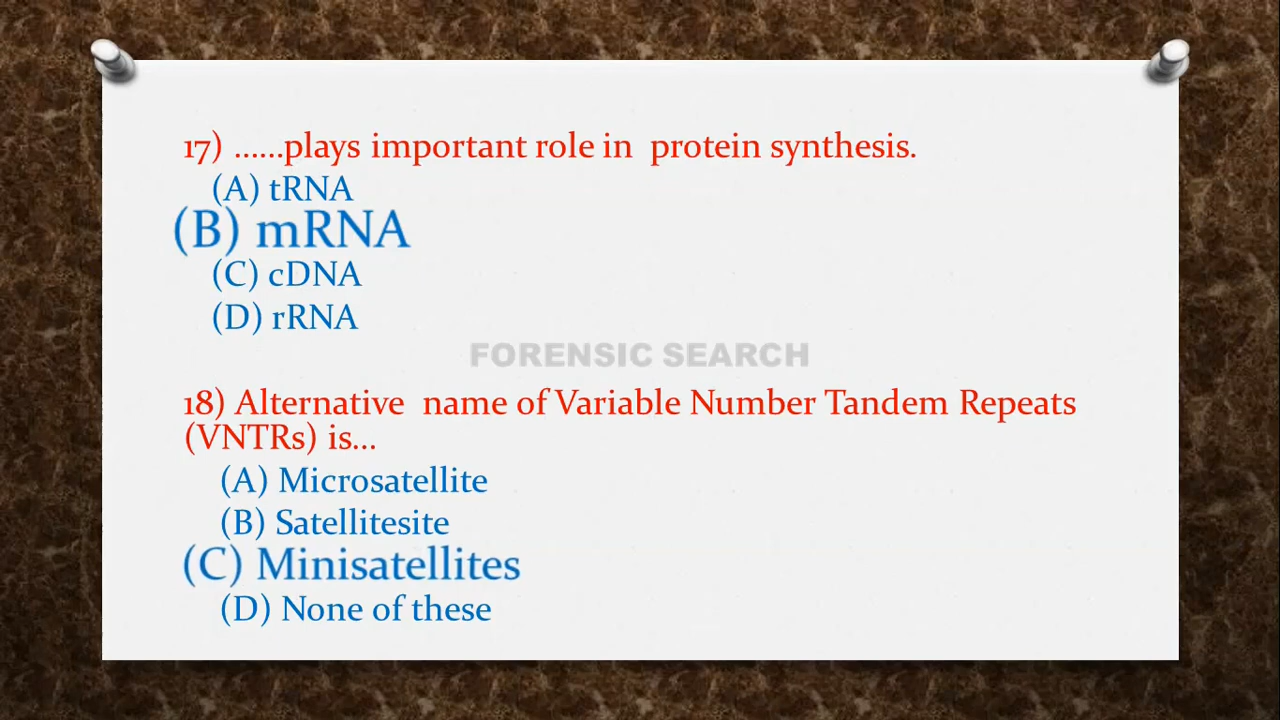 17) ......plays important role in protein synthesis.
(A) tRNA
(B) mRNA
(C) cDNA
(D) rRNA
FORENSIC SEARCH
18) Alternative name of Variable Number Tandem Repeats
(VNTRs) is...
(A) Microsatellite
(B) Satellitesite
(C) Minisatellites
(D) None of these